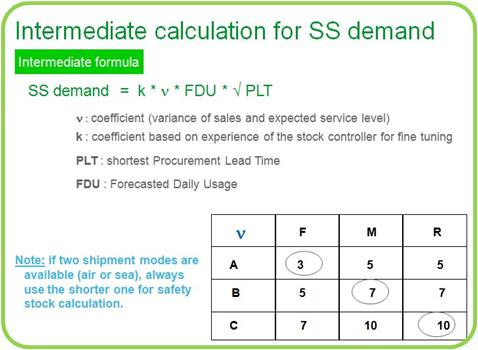 Intermediate calculation for SS demand
Intermediate formula
SS demand = k * ν * FDU * √ PLT
ν : coefficient (variance of sales and expected service level)
k : coefficient based on experience of the stock controller for fine tuning
PLT : shortest Procurement Lead Time
FDU : Forecasted Daily Usage
Note: if two shipment modes are
available (air or sea), always
use the shorter one for safety
stock calculation.
ν F M R
A 3 5 5
B 5 7 7
C 7 10 10